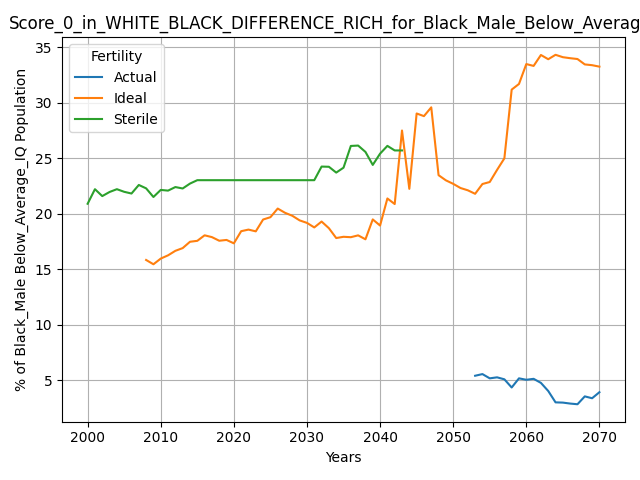 Score_0_in_WHITE_BLACK_DIFFERENCE_RICH_for_Black_Male_Below_Averag
Fertility
Actual
Ideal
Sterile
% of Black_Male Below_Average_IQ Population
35
30
25
20
15
10
5
2000 2010 2020 2030 2040 2050 2060 2070
Years